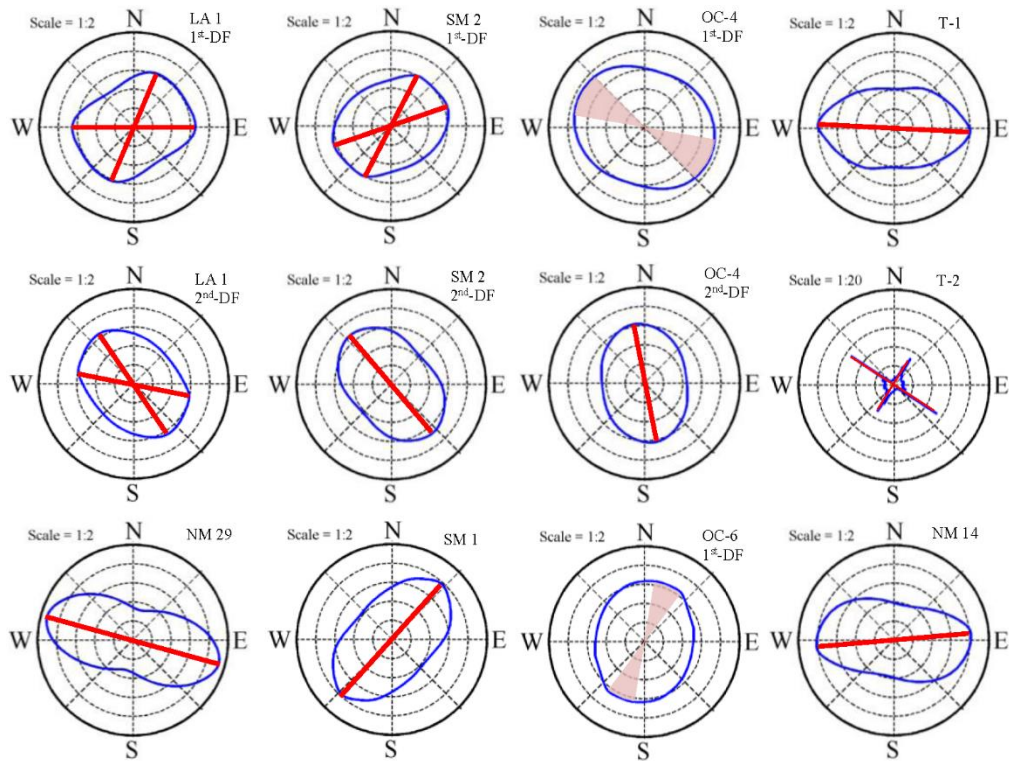 Scale = 1:2
N
LA 1
1st-DF
W
E
S
Scale = 1:2
N
SM 2
1st-DF
W
E
S
Scale = 1:2
N
OC-4
1st-DF
W
E
S
Scale = 1:2
N
T-1
W
E
S
Scale = 1:2
N
LA 1
2nd-DF
W
E
S
Scale = 1:2
N
SM 2
2nd-DF
W
E
S
Scale = 1:2
N
OC-4
2nd-DF
W
E
S
Scale = 1:20
N
T-2
W
E
S
Scale = 1:2
N
NM 29
W
E
S
Scale = 1:2
N
SM 1
W
E
S
Scale = 1:2
N
OC-6
1st-DF
W
E
S
Scale = 1:2
N
NM 14
W
E
S